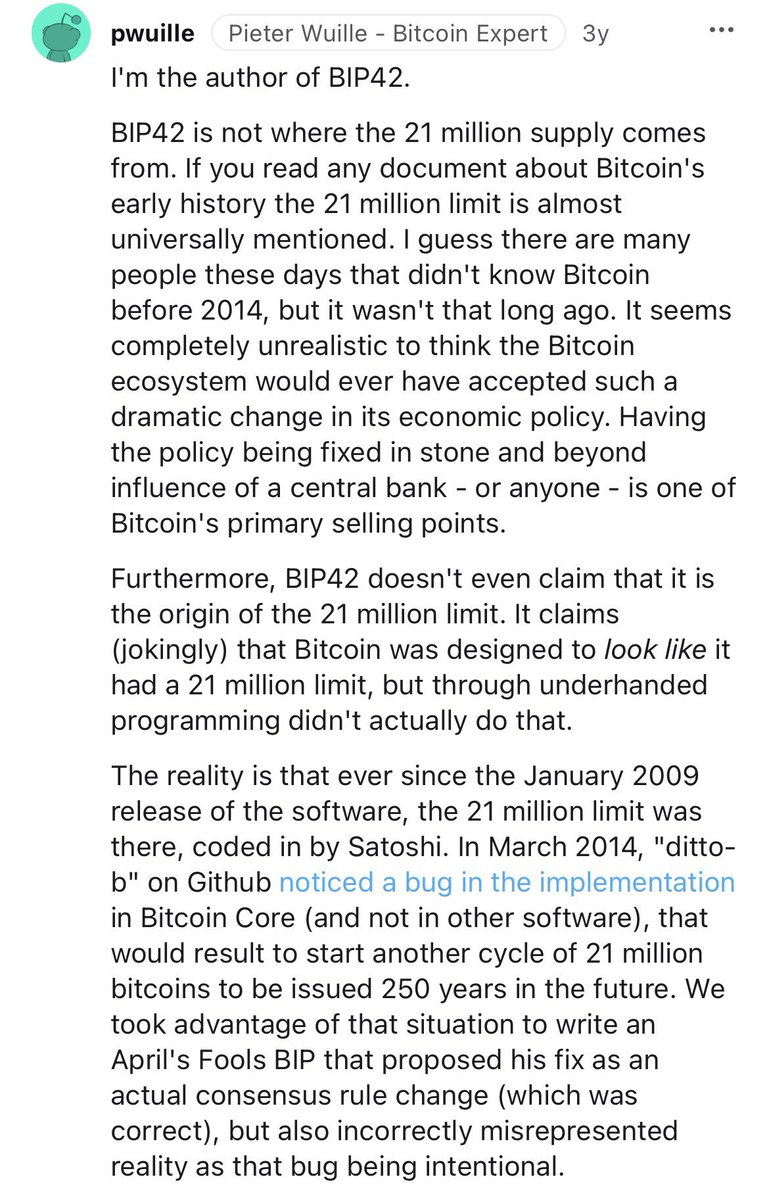 pwuille Pieter Wuille - Bitcoin Expert 3y ...
I'm the author of BIP42.
BIP42 is not where the 21 million supply comes
from. If you read any document about Bitcoin's
early history the 21 million limit is almost
universally mentioned. I guess there are many
people these days that didn't know Bitcoin
before 2014, but it wasn't that long ago. It seems
completely unrealistic to think the Bitcoin
ecosystem would ever have accepted such a
dramatic change in its economic policy. Having
the policy being fixed in stone and beyond
influence of a central bank - or anyone - is one of
Bitcoin's primary selling points.
Furthermore, BIP42 doesn't even claim that it is
the origin of the 21 million limit. It claims
(jokingly) that Bitcoin was designed to look like it
had a 21 million limit, but through underhanded
programming didn't actually do that.
The reality is that ever since the January 2009
release of the software, the 21 million limit was
there, coded in by Satoshi. In March 2014, "ditto-
b" on Github noticed a bug in the implementation
in Bitcoin Core (and not in other software), that
would result to start another cycle of 21 million
bitcoins to be issued 250 years in the future. We
took advantage of that situation to write an
April's Fools BIP that proposed his fix as an
actual consensus rule change (which was
correct), but also incorrectly misrepresented
reality as that bug being intentional.